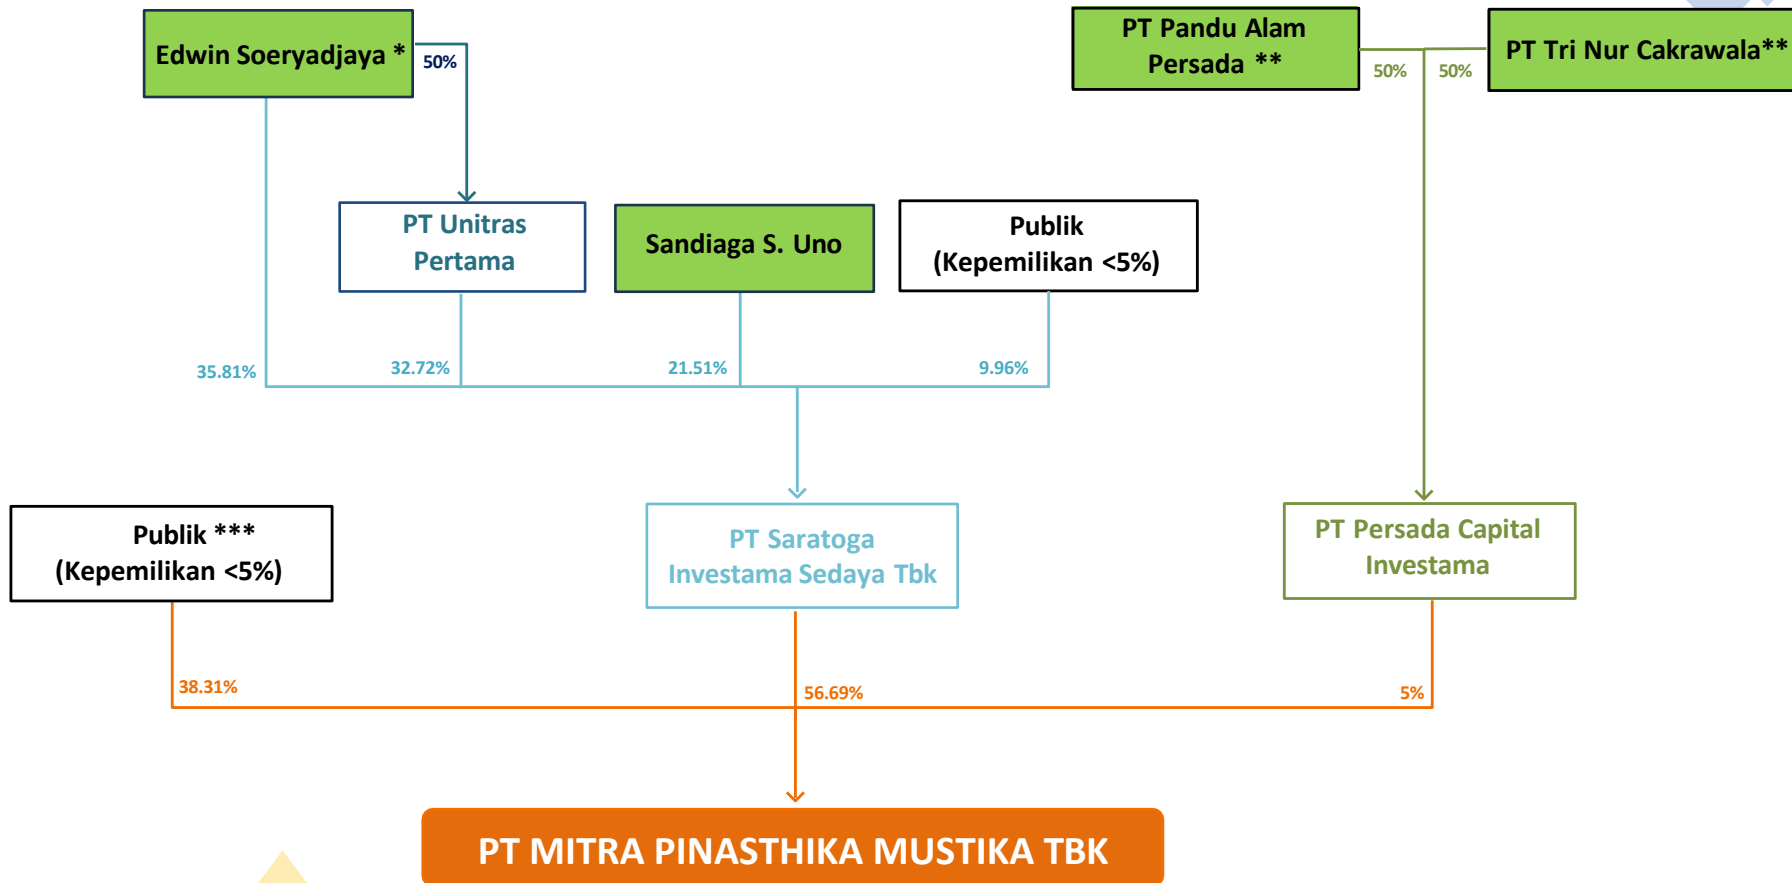 Edwin Soeryadjaya *
50%
PT Pandu Alam
Persada **
50%
50%
PT Tri Nur Cakrawala**
PT Unitras
Pertama
Sandiaga S. Uno
Publik
(Kepemilikan <5%)
35.81%
32.72%
21.51%
9.96%
Publik ***
(Kepemilikan <5%)
PT Saratoga
Investama Sedaya Tbk
PT Persada Capital
Investama
38.31%
56.69%
5%
PT MITRA PINASTHIKA MUSTIKA TBK